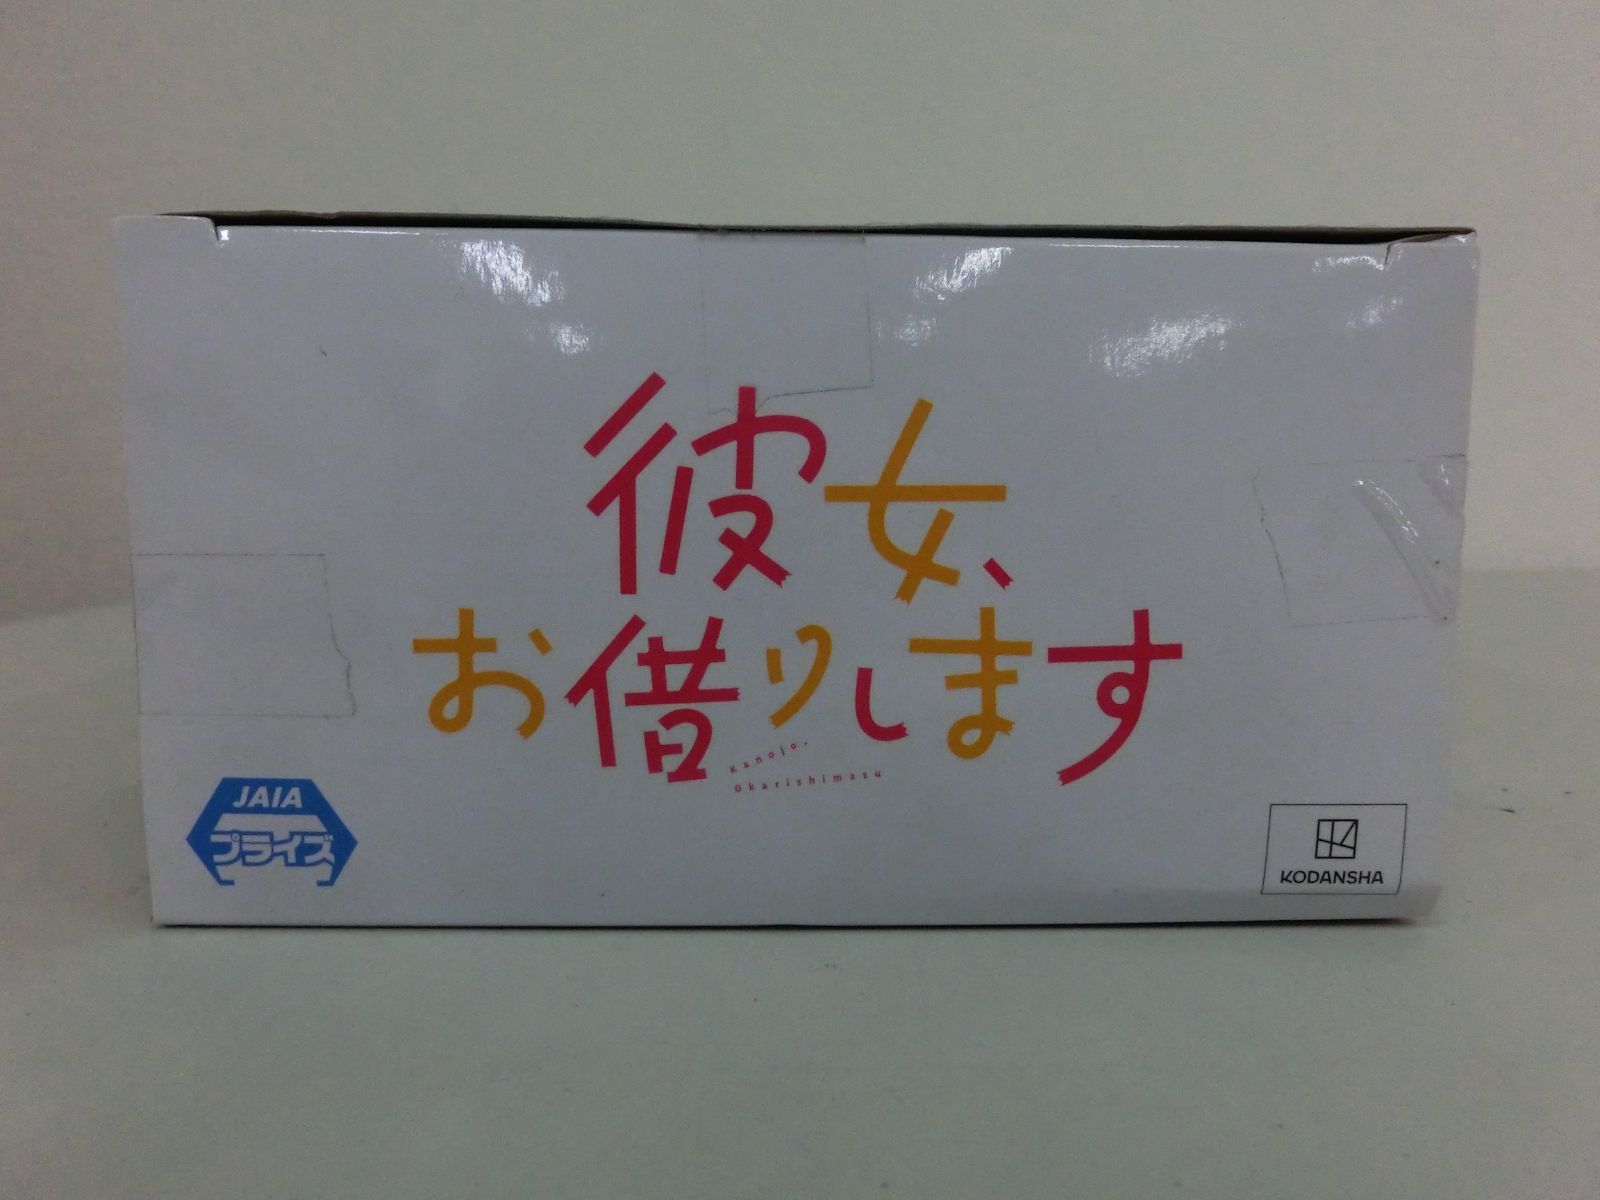 彼女、
お借りします
Kanojo,
Okarishimasu
JAIA
プライズ
KODANSHA